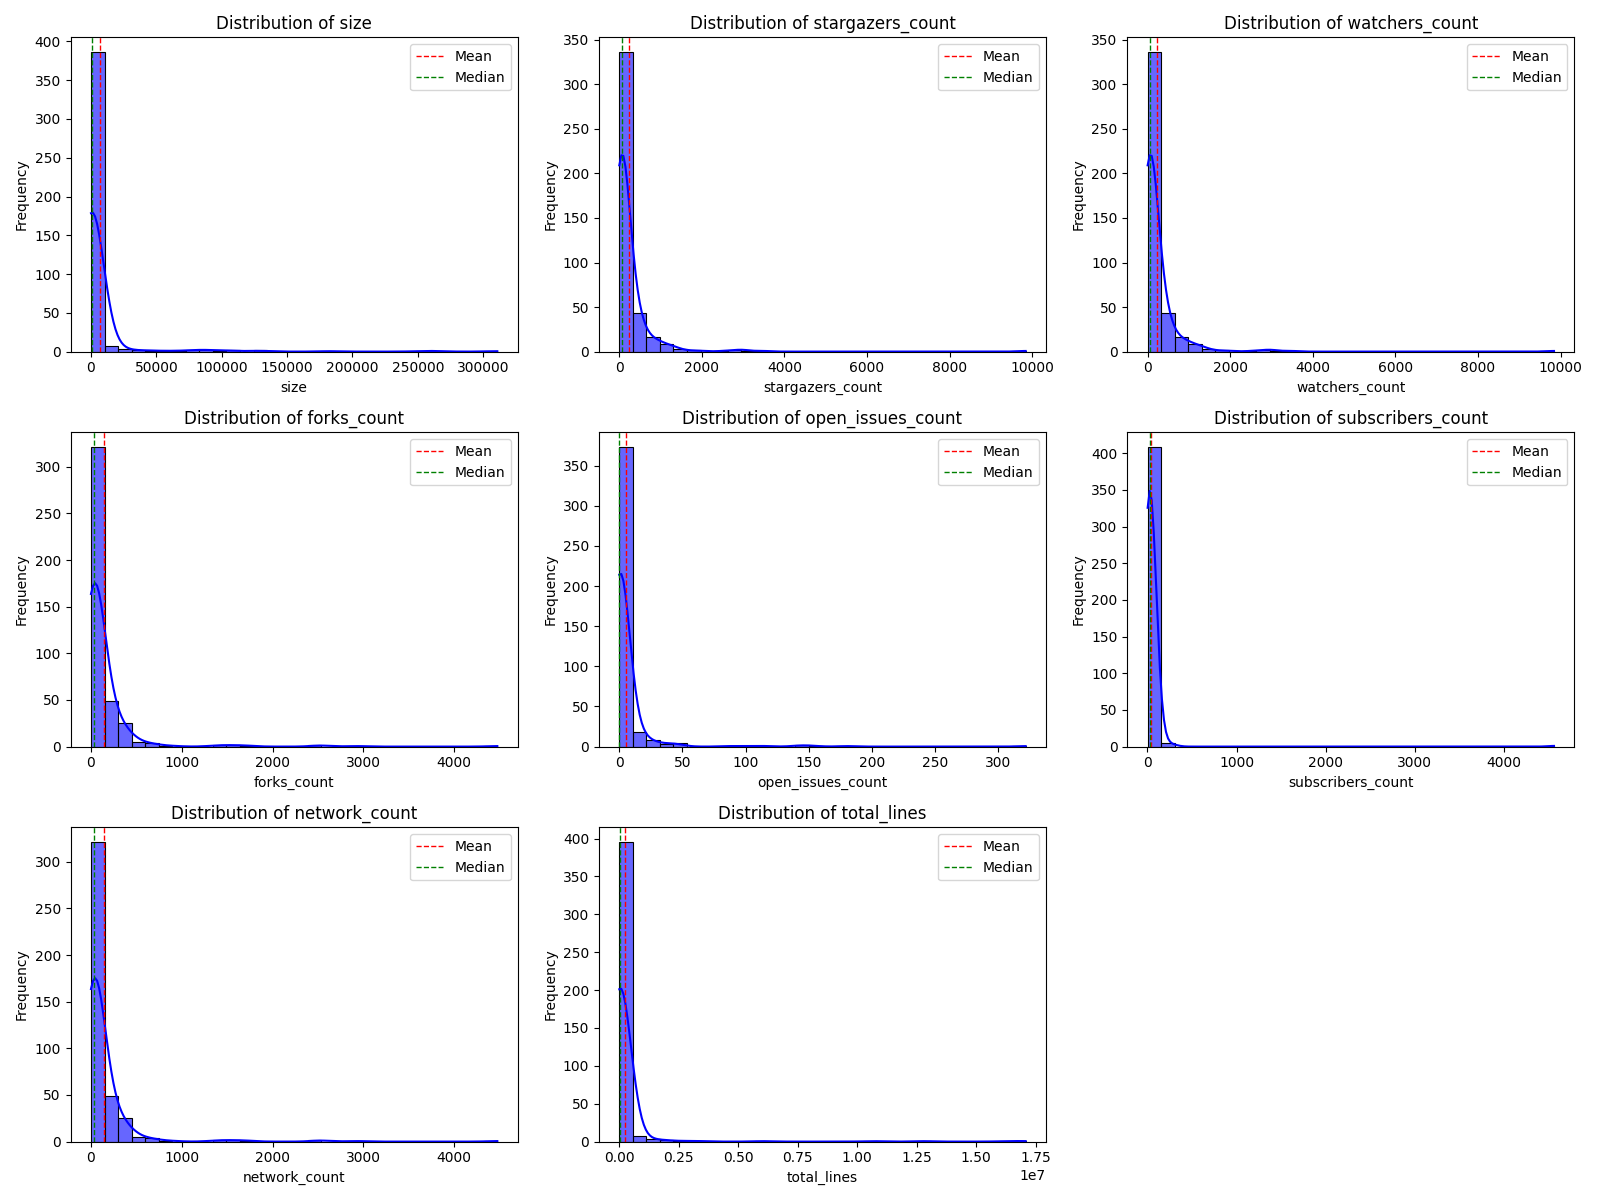 Distribution of size
400
350
300
250
200
150
100
50
0
Frequency
Mean
Median
0 50000 100000 150000 200000 250000 300000
size
Distribution of stargazers_count
350
300
250
200
150
100
50
0
Frequency
Mean
Median
0 2000 4000 6000 8000 10000
stargazers_count
Distribution of watchers_count
350
300
250
200
150
100
50
0
Frequency
Mean
Median
0 2000 4000 6000 8000 10000
watchers_count
Distribution of forks_count
300
250
200
150
100
50
0
Frequency
Mean
Median
0 1000 2000 3000 4000
forks_count
Distribution of open_issues_count
350
300
250
200
150
100
50
0
Frequency
Mean
Median
0 50 100 150 200 250 300
open_issues_count
Distribution of subscribers_count
400
350
300
250
200
150
100
50
0
Frequency
Mean
Median
0 1000 2000 3000 4000
subscribers_count
Distribution of network_count
300
250
200
150
100
50
0
Frequency
Mean
Median
0 1000 2000 3000 4000
network_count
Distribution of total_lines
400
350
300
250
200
150
100
50
0
Frequency
Mean
Median
0.00 0.25 0.50 0.75 1.00 1.25 1.50 1.75
1e7
total_lines